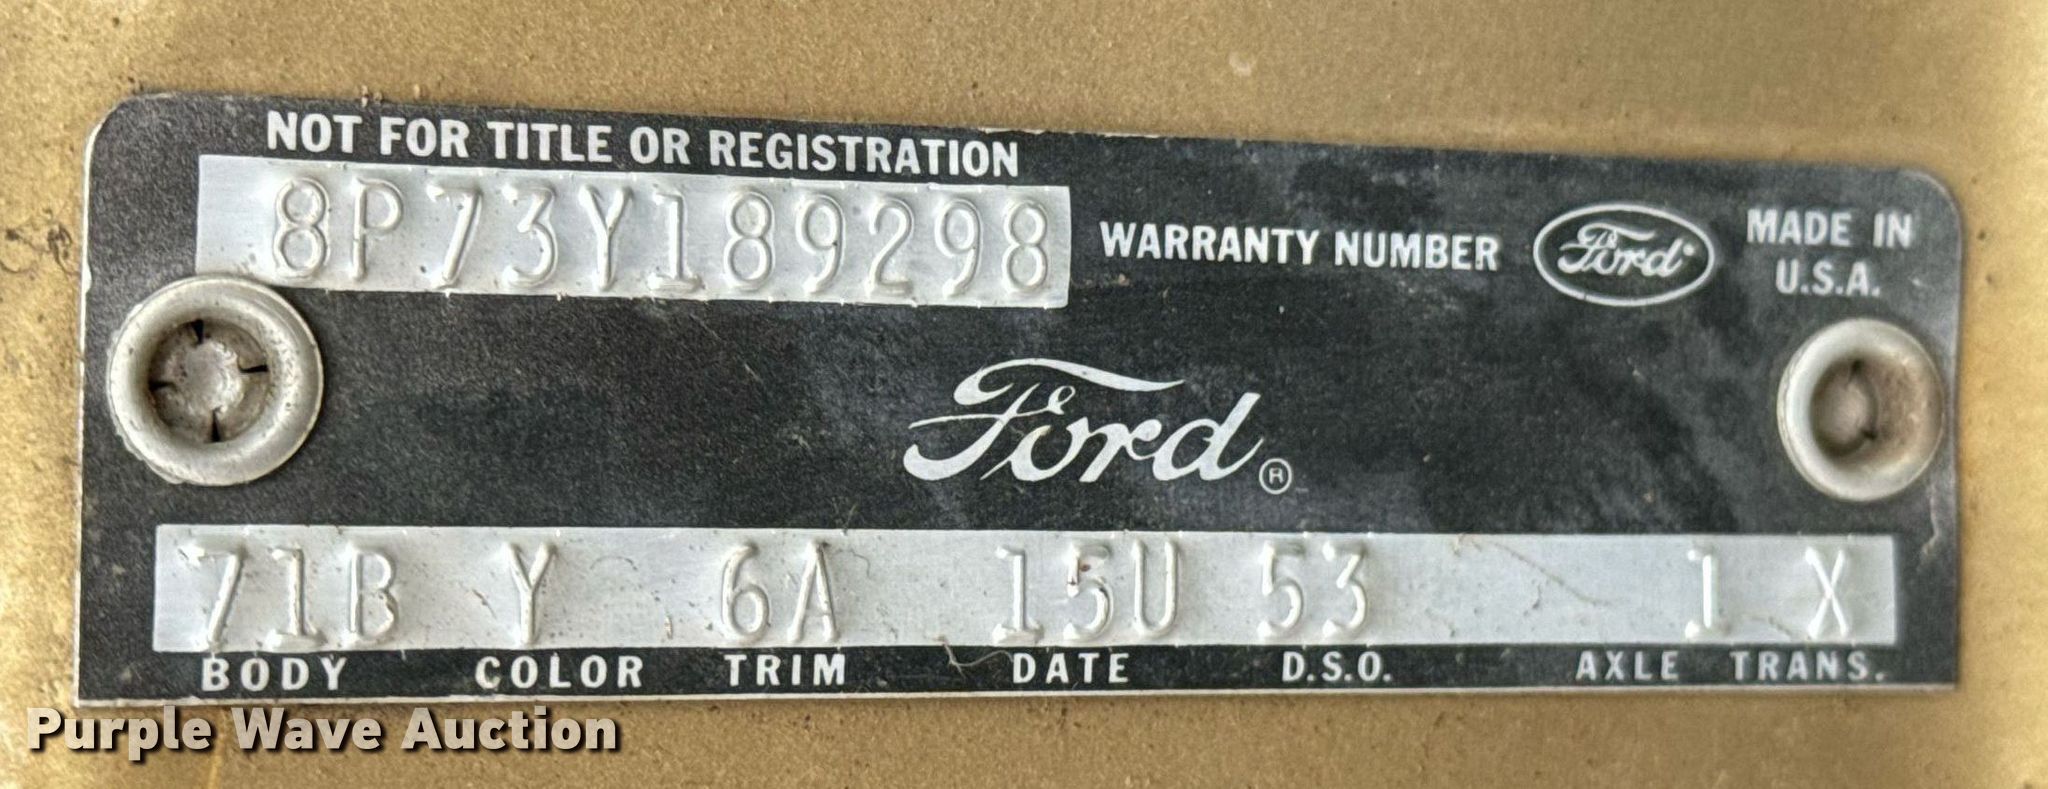 NOT FOR TITLE OR REGISTRATION
8P73Y189298
WARRANTY NUMBER
Ford
MADE IN
U.S.A.
Ford®
71B Y 6A 15U 53 1 X
BODY COLOR TRIM DATE D.S.O. AXLE TRANS.
Purple Wave Auction